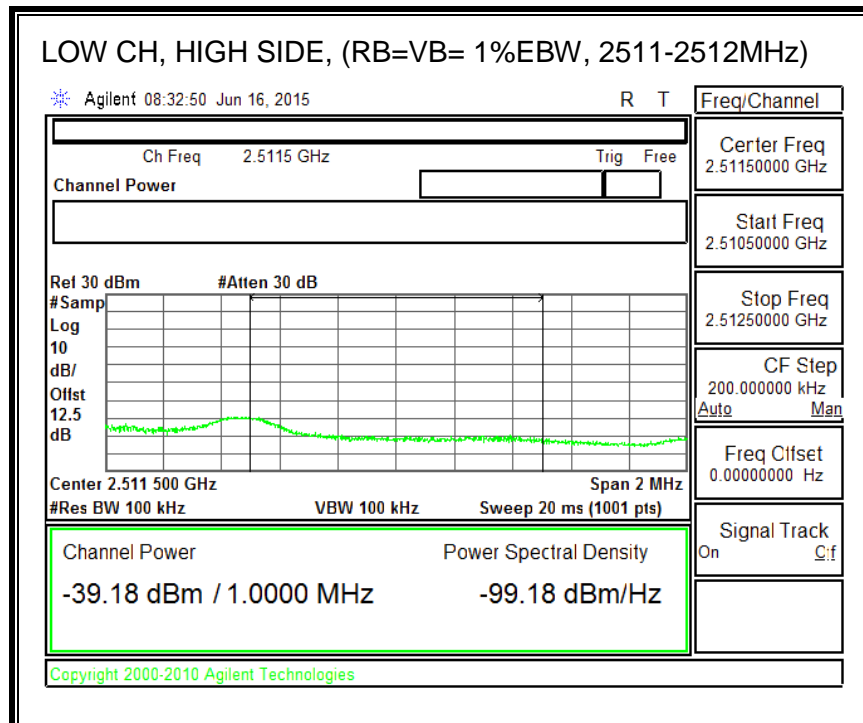 LOW CH, HIGH SIDE, (RB=VB= 1%EBW, 2511-2512MHz)
Agilent 08:32:50 Jun 16, 2015 R T
Freq/Channel
Ch Freq 2.5115 GHz Trig Free
Channel Power
Center Freq
2.51150000 GHz
Start Freq
2.51050000 GHz
Stop Freq
2.51250000 GHz
CF Step
200.000000 kHz
Auto Man
Freq Offset
0.00000000 Hz
Signal Track
On Off
Ref 30 dBm #Atten 30 dB
#Samp
Log
10
dB/
Offst
12.5
dB
Center 2.511 500 GHz Span 2 MHz
#Res BW 100 kHz VBW 100 kHz Sweep 20 ms (1001 pts)
Channel Power Power Spectral Density
-39.18 dBm / 1.0000 MHz -99.18 dBm/Hz
Copyright 2000-2010 Agilent Technologies